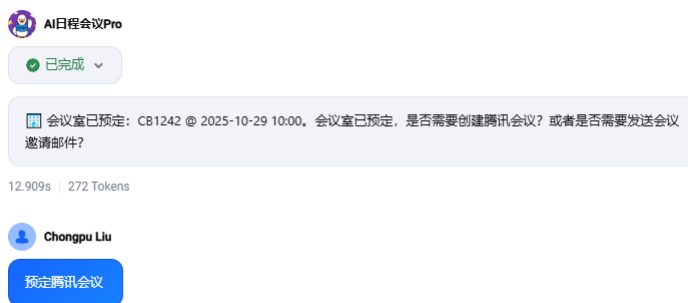 AI日程会议Pro
已完成
会议室已预定：CB1242 @ 2025-10-29 10:00。会议室已预定，是否需要创建腾讯会议？或者是否需要发送会议
邀请邮件？
12.909s | 272 Tokens
Chongpu Liu
预定腾讯会议